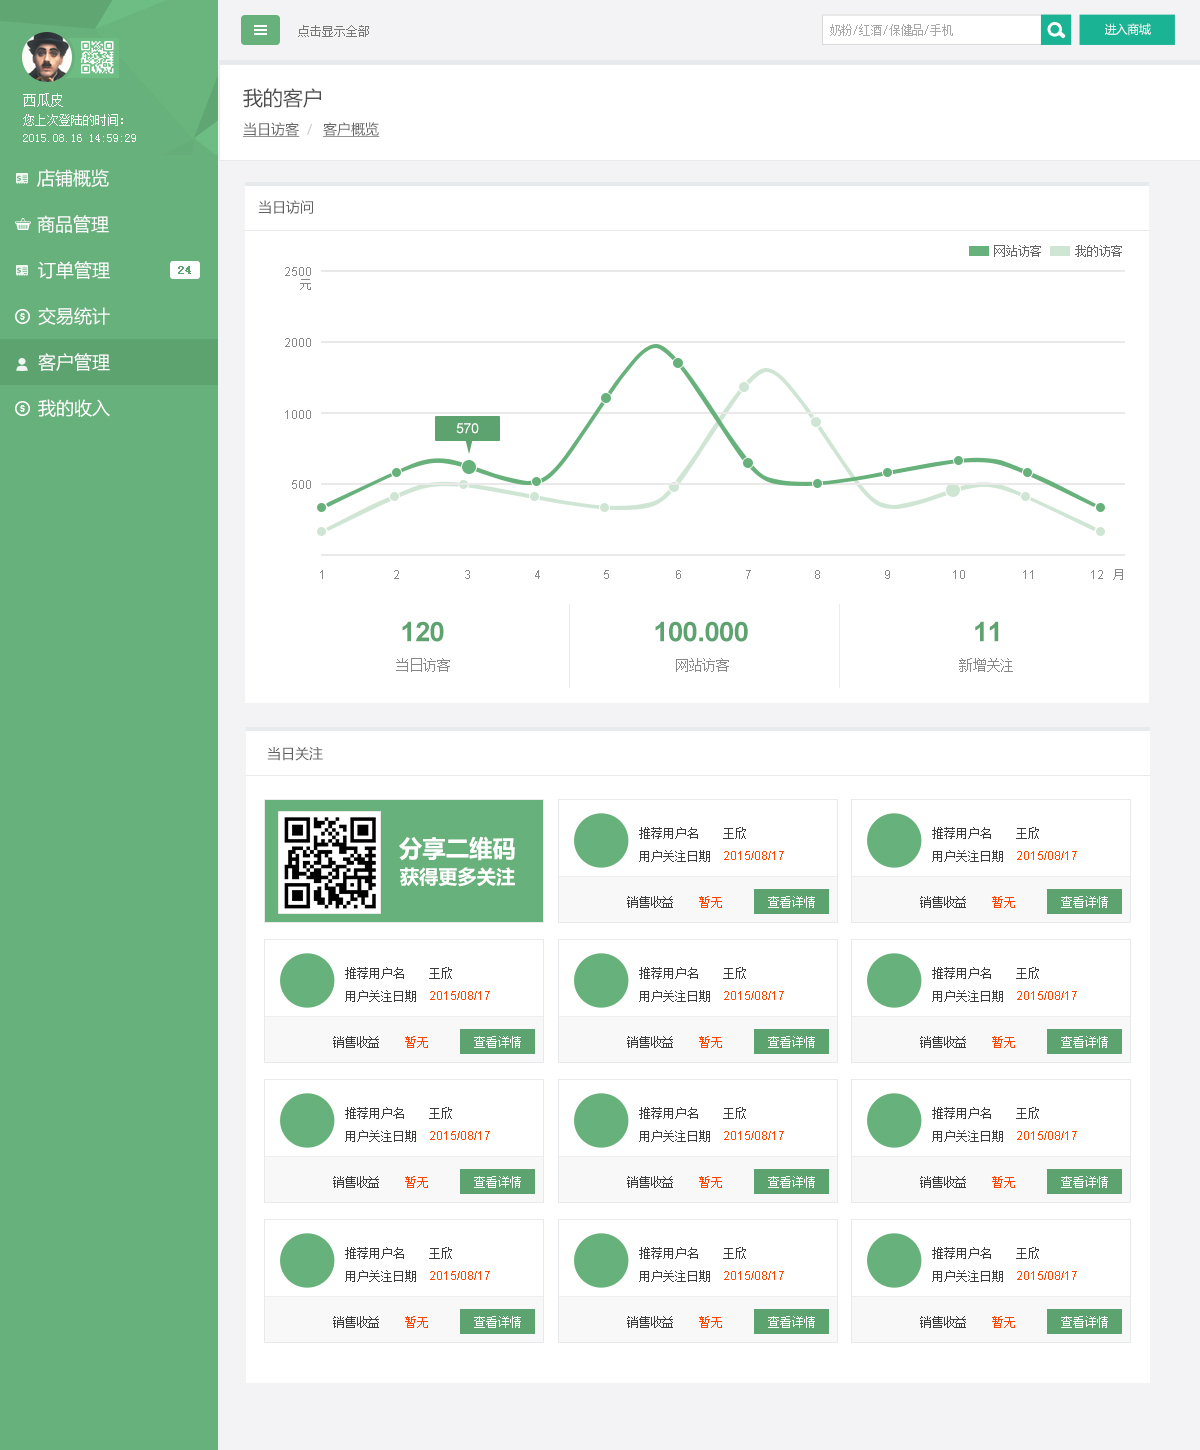 点击显示全部
奶粉/红酒/保健品/手机
进入商城
西瓜皮
您上次登陆的时间:
2015.08.16 14:59:29
店铺概览
商品管理
订单管理 24
交易统计
客户管理
我的收入
我的客户
当日访客 / 客户概览
当日访问
网站访客 我的访客
2500
元
2000
1000
500
570
1 2 3 4 5 6 7 8 9 10 11 12 月
120 100.000 11
当日访客 网站访客 新增关注
当日关注
分享二维码
获得更多关注
推荐用户名 王欣
用户关注日期 2015/08/17
销售收益 暂无 查看详情
推荐用户名 王欣
用户关注日期 2015/08/17
销售收益 暂无 查看详情
推荐用户名 王欣
用户关注日期 2015/08/17
销售收益 暂无 查看详情
推荐用户名 王欣
用户关注日期 2015/08/17
销售收益 暂无 查看详情
推荐用户名 王欣
用户关注日期 2015/08/17
销售收益 暂无 查看详情
推荐用户名 王欣
用户关注日期 2015/08/17
销售收益 暂无 查看详情
推荐用户名 王欣
用户关注日期 2015/08/17
销售收益 暂无 查看详情
推荐用户名 王欣
用户关注日期 2015/08/17
销售收益 暂无 查看详情
推荐用户名 王欣
用户关注日期 2015/08/17
销售收益 暂无 查看详情
推荐用户名 王欣
用户关注日期 2015/08/17
销售收益 暂无 查看详情
推荐用户名 王欣
用户关注日期 2015/08/17
销售收益 暂无 查看详情